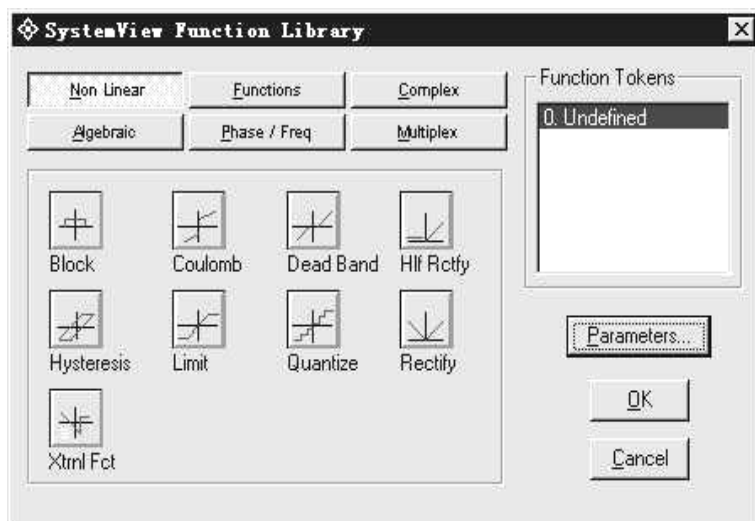 SystemView Function Library
Non Linear Functions Complex
Algebraic Phase / Freq Multiplex
Function Tokens
0. Undefined
Block Coulomb Dead Band Hlf Rctfy
Hysteresis Limit Quantize Rectify
Xtrnl Fct
Parameters...
OK
Cancel